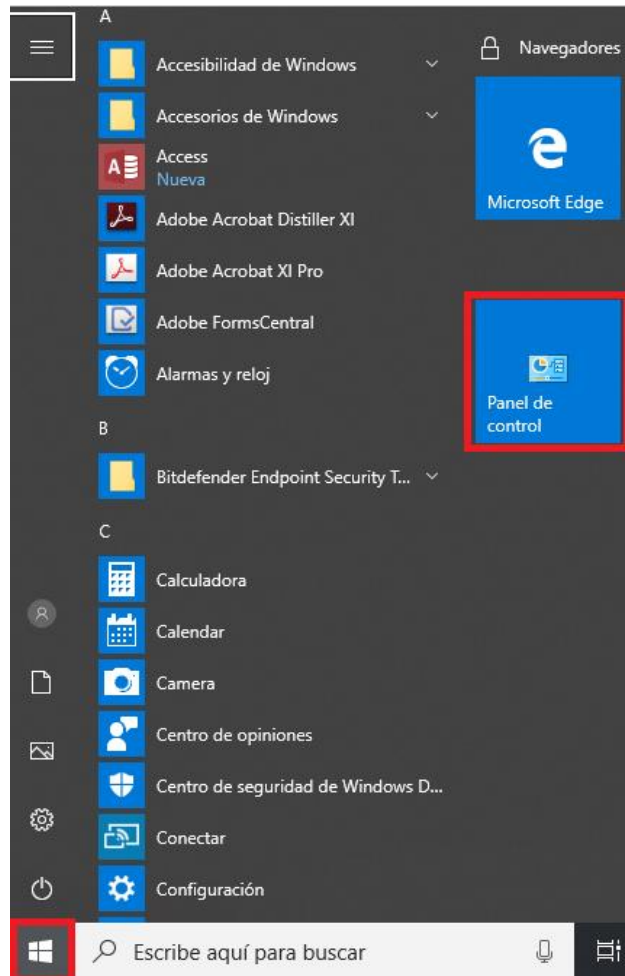 A
Navegadores
Accesibilidad de Windows
Accesorios de Windows
Access
Nueva
Microsoft Edge
Adobe Acrobat Distiller XI
Adobe Acrobat XI Pro
Adobe FormsCentral
Alarmas y reloj
Panel de
control
B
Bitdefender Endpoint Security T...
C
Calculadora
Calendar
Camera
Centro de opiniones
Centro de seguridad de Windows D...
Conectar
Configuración
Escribe aquí para buscar